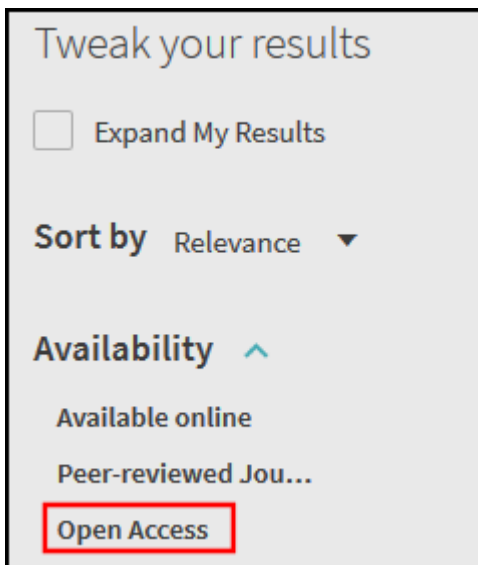 Tweak your results
Expand My Results
Sort by Relevance
Availability
Available online
Peer-reviewed Jou...
Open Access